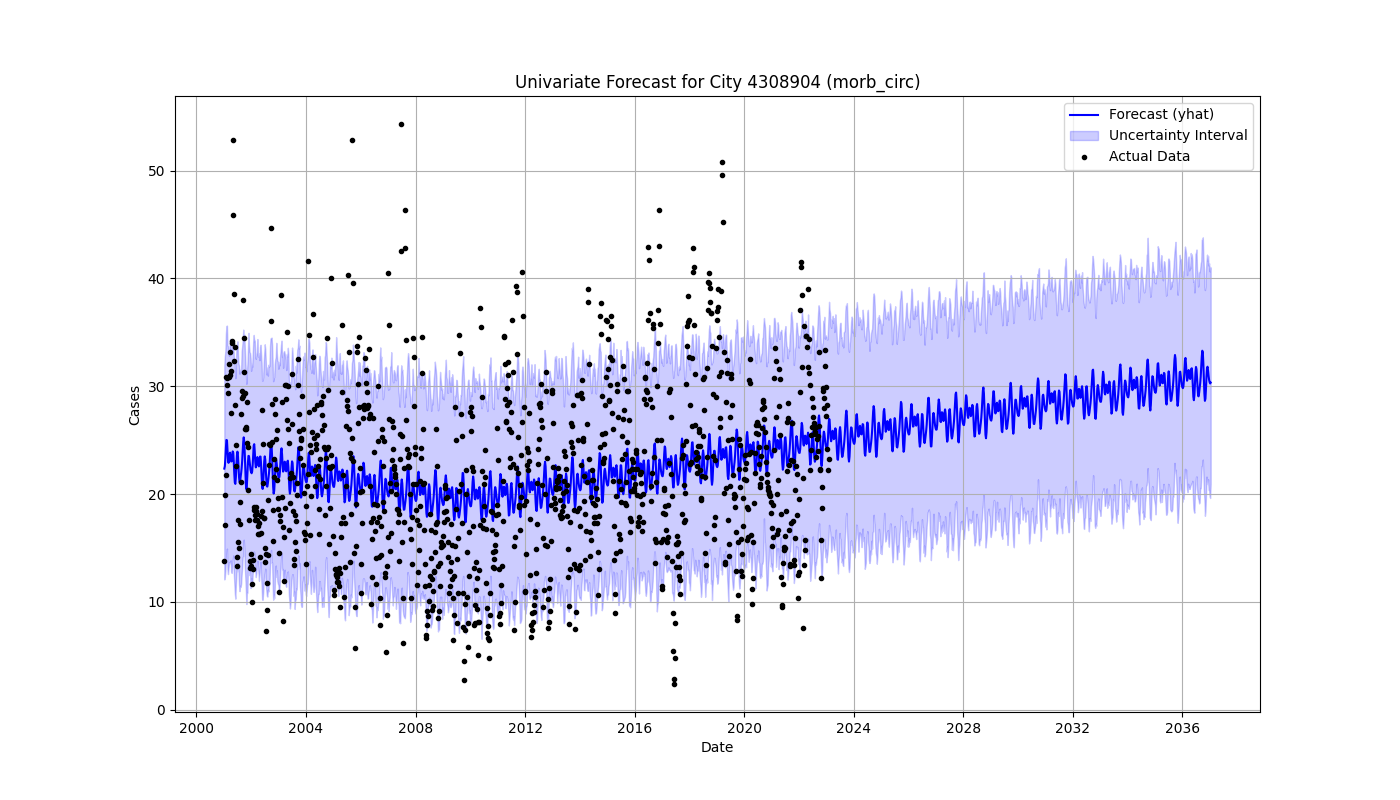 Univariate Forecast for City 4308904 (morb_circ)
Forecast (yhat)
Uncertainty Interval
Actual Data
50
40
30
20
10
0
Cases
2000 2004 2008 2012 2016 2020 2024 2028 2032 2036
Date